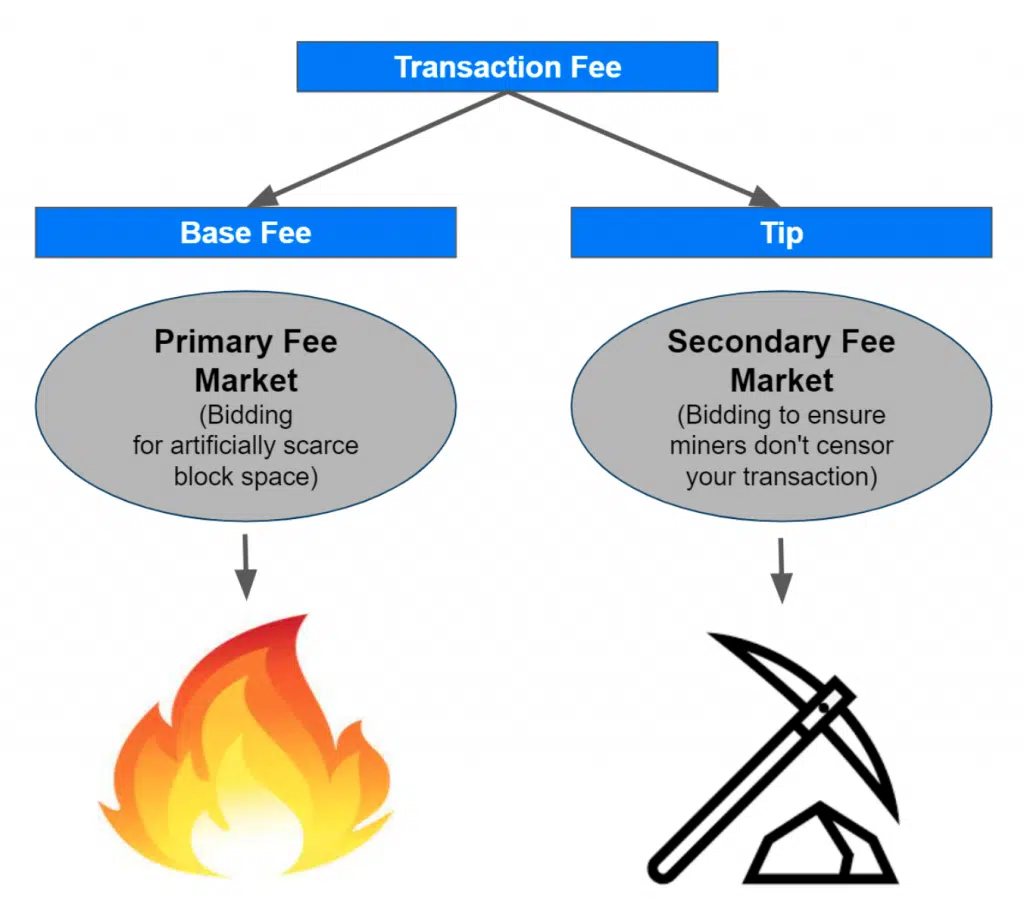 Transaction Fee
Base Fee
Tip
Primary Fee
Market
(Bidding
for artificially scarce
block space)
Secondary Fee
Market
(Bidding to ensure
miners don't censor
your transaction)